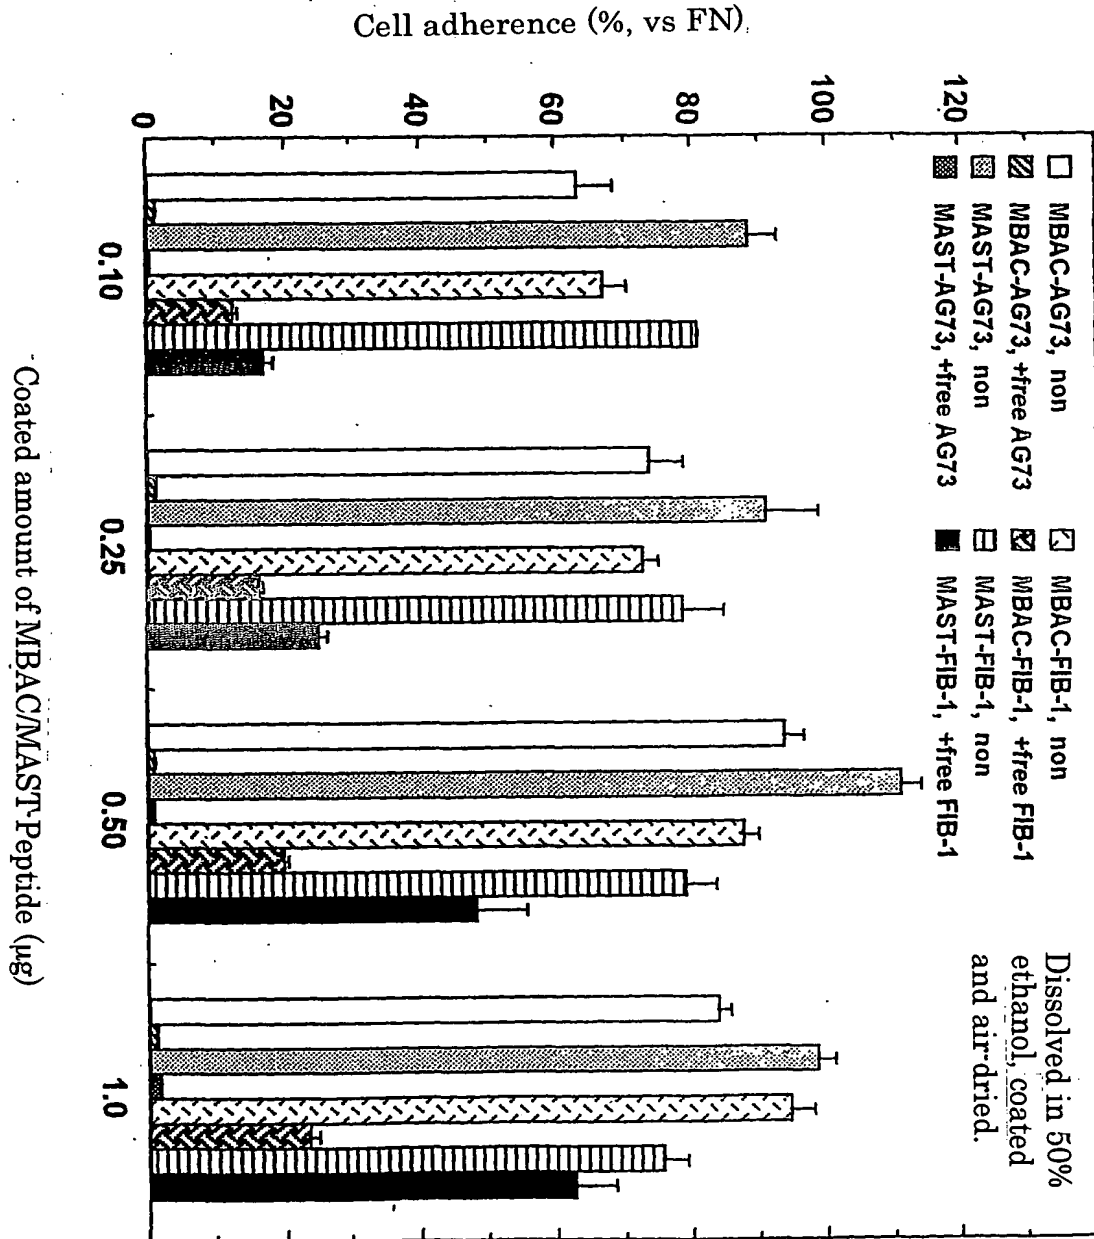 Cell adherence (%, vs FN)
0
20
40
60
80
100
120
MBAC-AG73, non
MBAC-AG73, +free AG73
MAST-AG73, non
MAST-AG73, +free AG73
MBAC-FIB-1, non
MBAC-FIB-1, +free FIB-1
MAST-FIB-1, non
MAST-FIB-1, +free FIB-1
Dissolved in 50%
ethanol, coated
and air-dried.
0.10
0.25
0.50
1.0
Coated amount of MBAC/MAST-Peptide (μg)